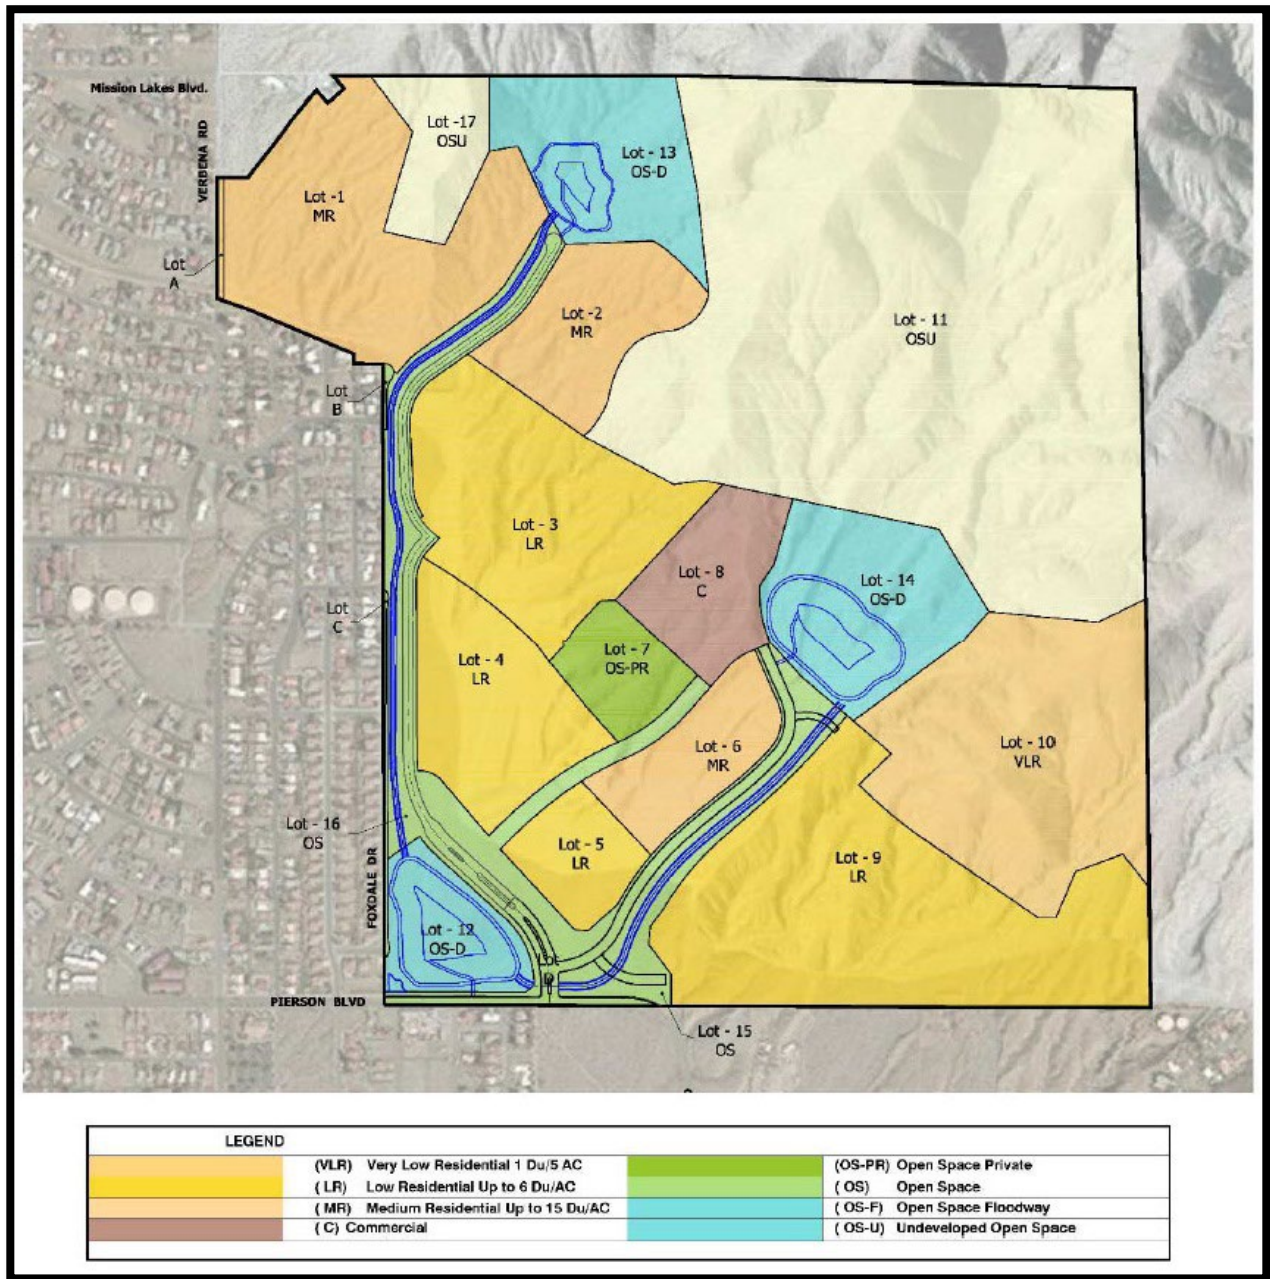 Mission Lakes Blvd.
VERBENA RD
Lot -17
OSU
Lot - 13
OS-D
Lot -1
MR
Lot
A
Lot -2
MR
Lot - 11
OSU
Lot
B
Lot - 3
LR
Lot - 8
C
Lot - 14
OS-D
Lot
C
Lot - 4
LR
Lot - 7
OS-PR
Lot - 6
MR
Lot - 10
VLR
Lot - 16
OS
Lot - 5
LR
Lot - 9
LR
FOXDALE DR
Lot - 12
OS-D
Lot
PIERSON BLVD
Lot - 15
OS
LEGEND
(VLR) Very Low Residential 1 Du/5 AC
( LR) Low Residential Up to 6 Du/AC
( MR) Medium Residential Up to 15 Du/AC
( C) Commercial
(OS-PR) Open Space Private
( OS) Open Space
( OS-F) Open Space Floodway
( OS-U) Undeveloped Open Space